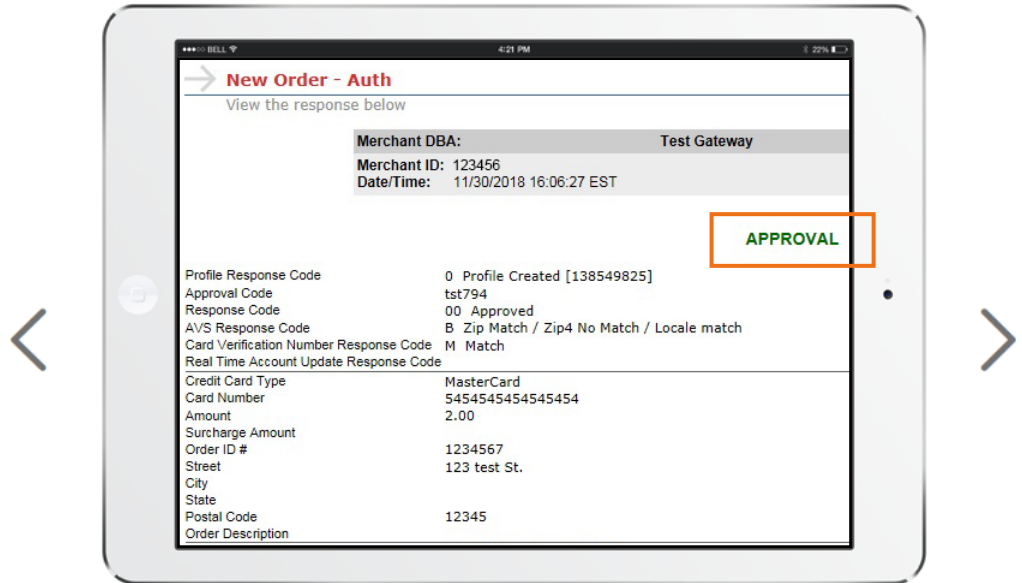 BELL 4:21 PM 22%
New Order - Auth
View the response below
Merchant DBA: Test Gateway
Merchant ID: 123456
Date/Time: 11/30/2018 16:06:27 EST
APPROVAL
Profile Response Code 0 Profile Created [138549825]
Approval Code tst794
Response Code 00 Approved
AVS Response Code B Zip Match / Zip4 No Match / Locale match
Card Verification Number Response Code M Match
Real Time Account Update Response Code
Credit Card Type MasterCard
Card Number 5454545454545454
Amount 2.00
Surcharge Amount
Order ID # 1234567
Street 123 test St.
City
State
Postal Code 12345
Order Description